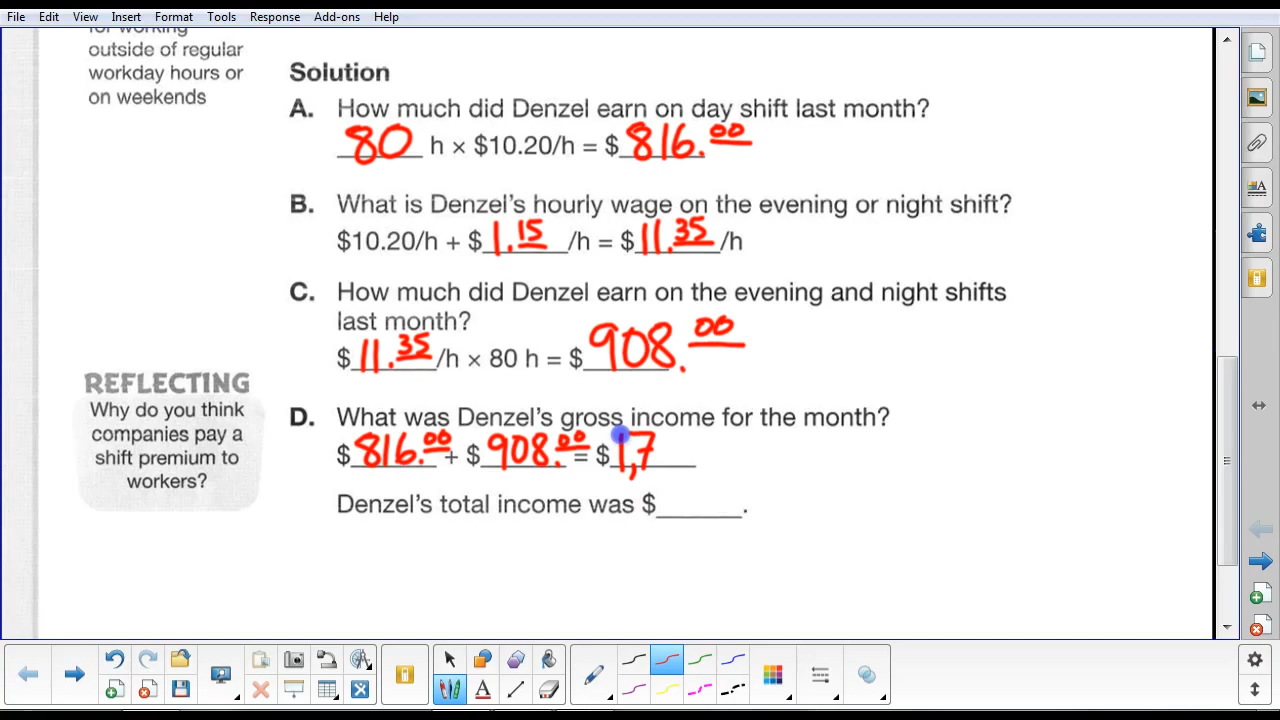 File Edit View Insert Format Tools Response Add-ons Help
for working
outside of regular
workday hours or
on weekends
Solution
A. How much did Denzel earn on day shift last month?
80 h × $10.20/h = $816.00
B. What is Denzel's hourly wage on the evening or night shift?
$10.20/h + $1.15/h = $11.35/h
C. How much did Denzel earn on the evening and night shifts
last month?
$11.35/h × 80 h = $908.00
REFLECTING
Why do you think
companies pay a
shift premium to
workers?
D. What was Denzel's gross income for the month?
$816.00 + $908.00 = $1,7
Denzel's total income was $______.